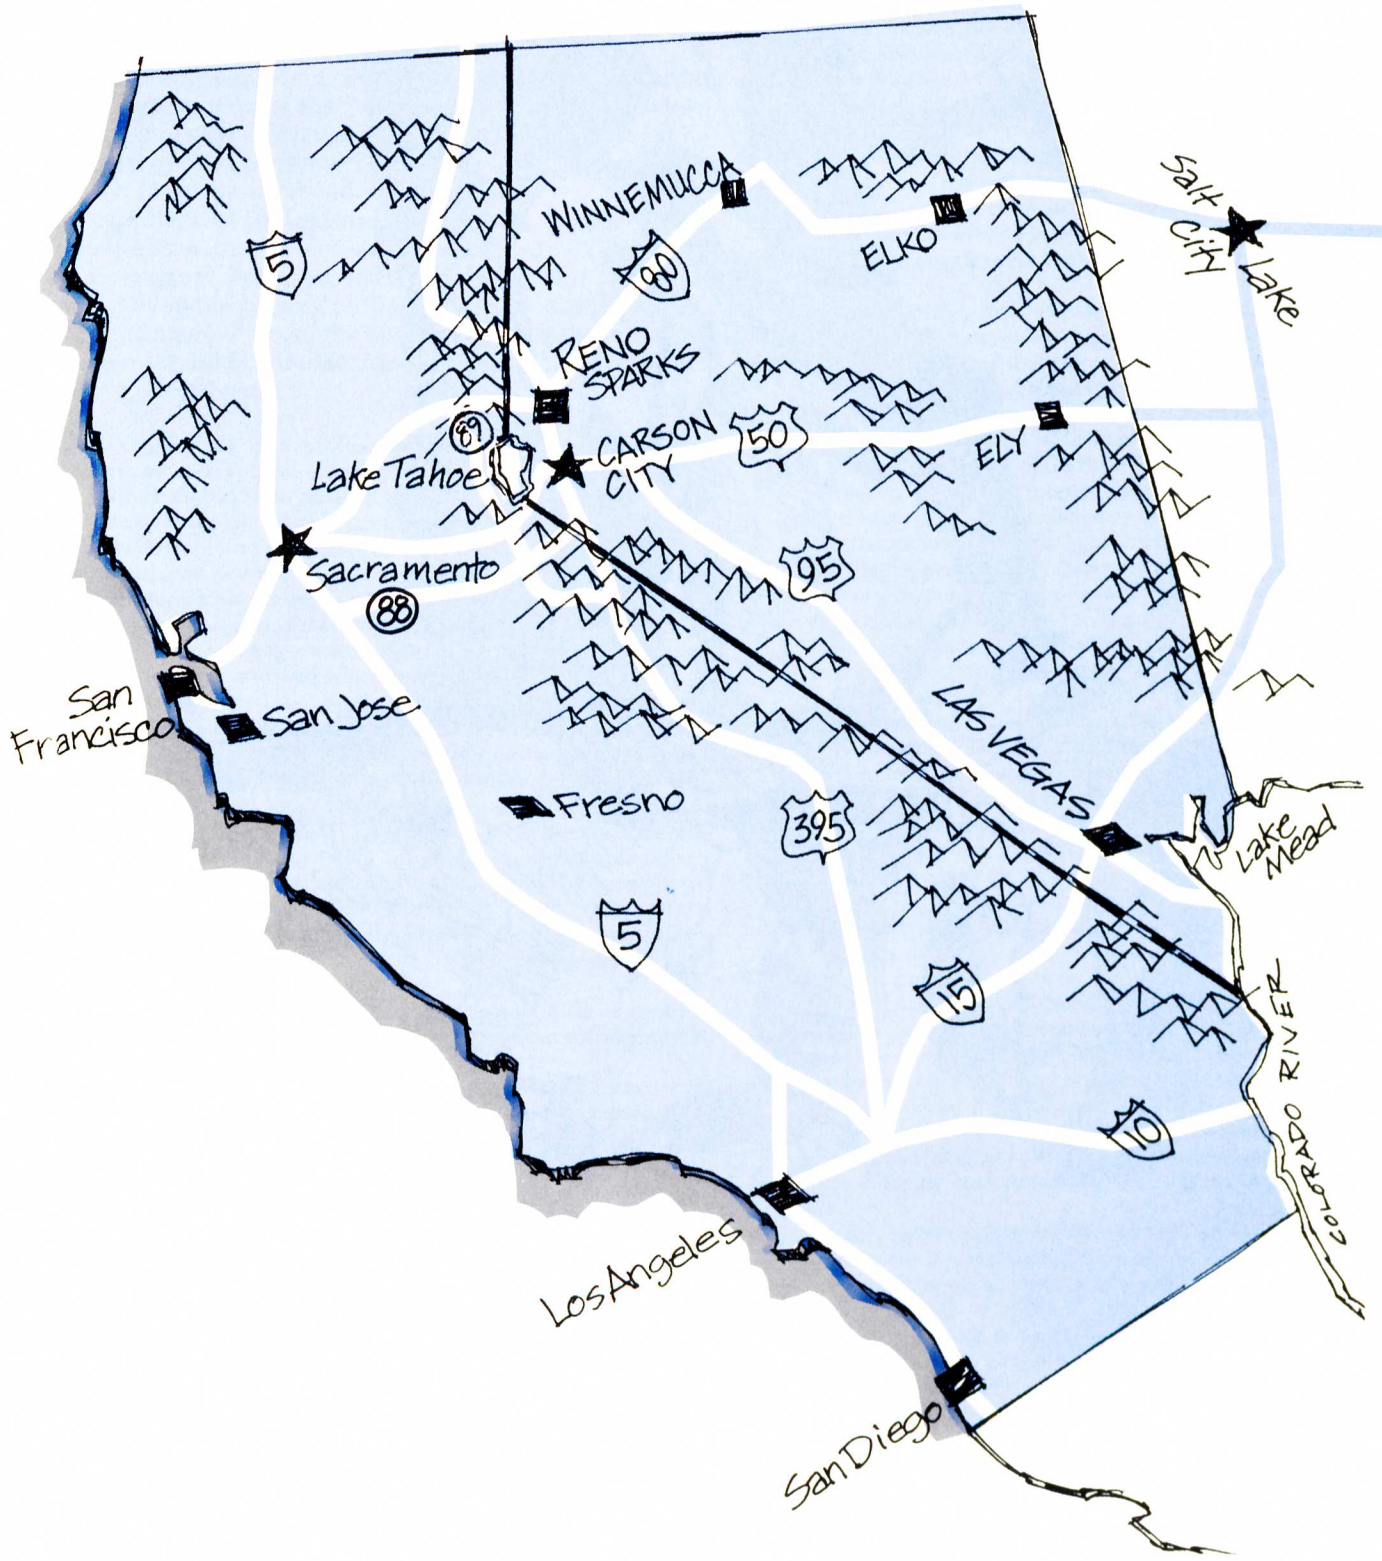 Salt
Lake
City
WINNEMUCCA
ELKO
5
80
RENO
SPARKS
89
Lake Tahoe
CARSON
CITY
50
ELY
Sacramento
88
95
San
Francisco
San Jose
LAS VEGAS
Fresno
395
Lake
Mead
5
15
COLORADO RIVER
10
Los Angeles
San Diego